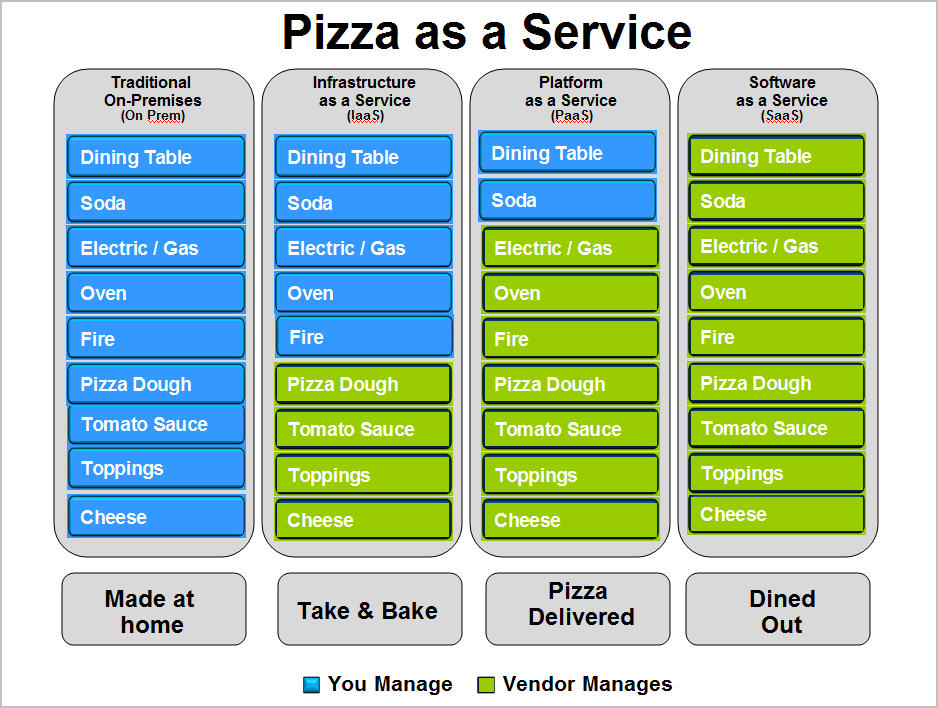 Pizza as a Service
Traditional
On-Premises
(On Prem)
Dining Table
Soda
Electric / Gas
Oven
Fire
Pizza Dough
Tomato Sauce
Toppings
Cheese
Made at
home
Infrastructure
as a Service
(IaaS)
Dining Table
Soda
Electric / Gas
Oven
Fire
Pizza Dough
Tomato Sauce
Toppings
Cheese
Take & Bake
Platform
as a Service
(PaaS)
Dining Table
Soda
Electric / Gas
Oven
Fire
Pizza Dough
Tomato Sauce
Toppings
Cheese
Pizza
Delivered
Software
as a Service
(SaaS)
Dining Table
Soda
Electric / Gas
Oven
Fire
Pizza Dough
Tomato Sauce
Toppings
Cheese
Dined
Out
You Manage
Vendor Manages